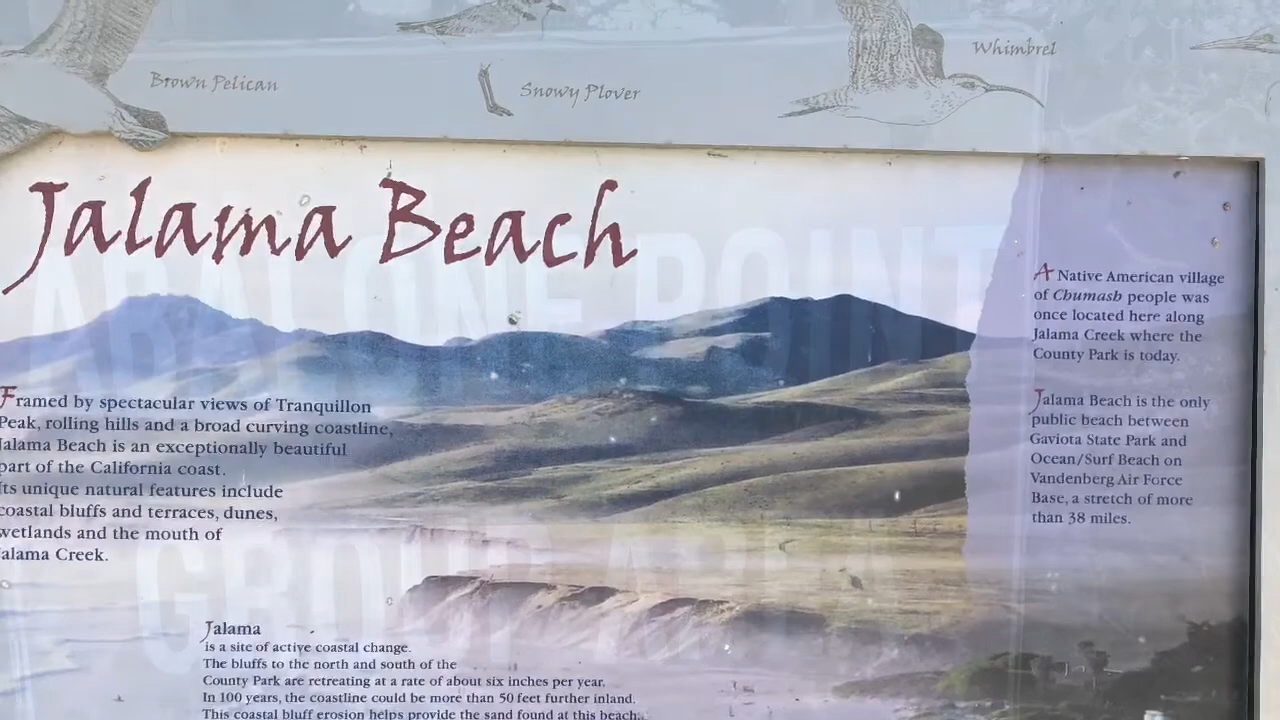 Brown Pelican
Snowy Plover
Whimbrel
Jalama Beach
ABALONE POINT
GROUP AREA
A Native American village
of Chumash people was
once located here along
Jalama Creek where the
County Park is today.
Jalama Beach is the only
public beach between
Gaviota State Park and
Ocean/Surf Beach on
Vandenberg Air Force
Base, a stretch of more
than 38 miles.
Framed by spectacular views of Tranquillon
Peak, rolling hills and a broad curving coastline,
Jalama Beach is an exceptionally beautiful
part of the California coast.
Its unique natural features include
coastal bluffs and terraces, dunes,
wetlands and the mouth of
Jalama Creek.
Jalama
is a site of active coastal change.
The bluffs to the north and south of the
County Park are retreating at a rate of about six inches per year.
In 100 years, the coastline could be more than 50 feet further inland.
This coastal bluff erosion helps provide the sand found at this beach.